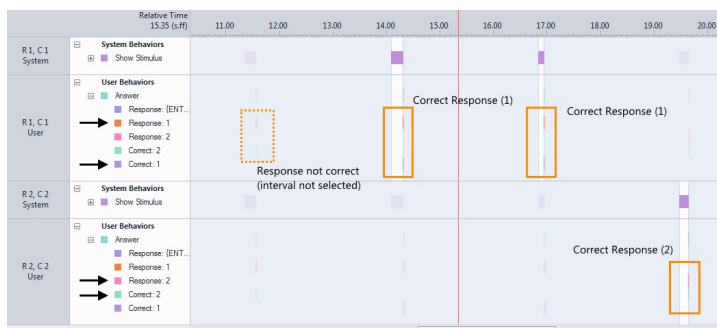 Relative Time
15.35 (s.ff)
11.00 12.00 13.00 14.00 15.00 16.00 17.00 18.00 19.00 20.00
R 1, C 1
System
System Behaviors
Show Stimulus
R 1, C 1
User
User Behaviors
Answer
Response: {ENT...
Response: 1
Response: 2
Correct: 2
Correct: 1
Response not correct
(interval not selected)
Correct Response (1)
Correct Response (1)
R 2, C 2
System
System Behaviors
Show Stimulus
R 2, C 2
User
User Behaviors
Answer
Response: {ENT...
Response: 1
Response: 2
Correct: 2
Correct: 1
Correct Response (2)